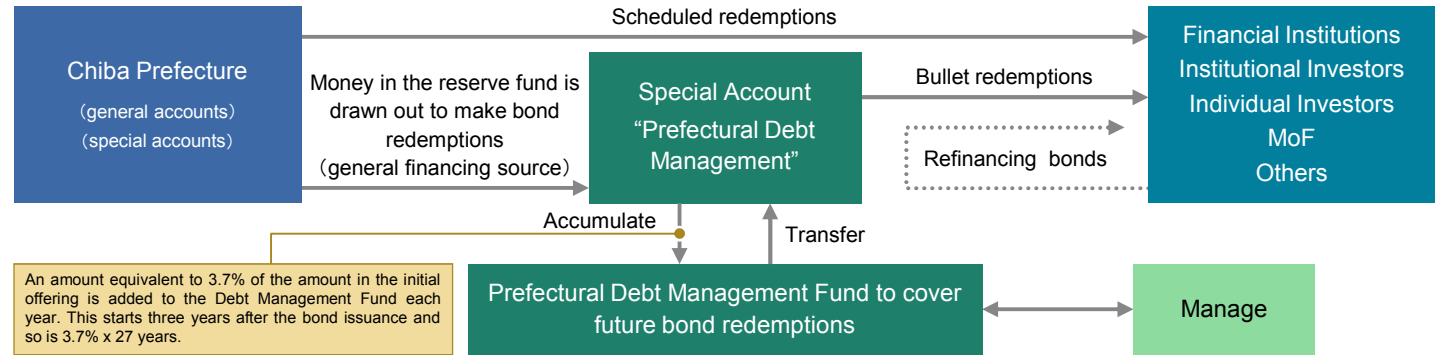 Scheduled redemptions
Chiba Prefecture
（general accounts）
（special accounts）
Money in the reserve fund is
drawn out to make bond
redemptions
（general financing source）
Special Account
“Prefectural Debt
Management”
Bullet redemptions
Refinancing bonds
Financial Institutions
Institutional Investors
Individual Investors
MoF
Others
Accumulate
Transfer
An amount equivalent to 3.7% of the amount in the initial
offering is added to the Debt Management Fund each
year. This starts three years after the bond issuance and
so is 3.7% x 27 years.
Prefectural Debt Management Fund to cover
future bond redemptions
Manage